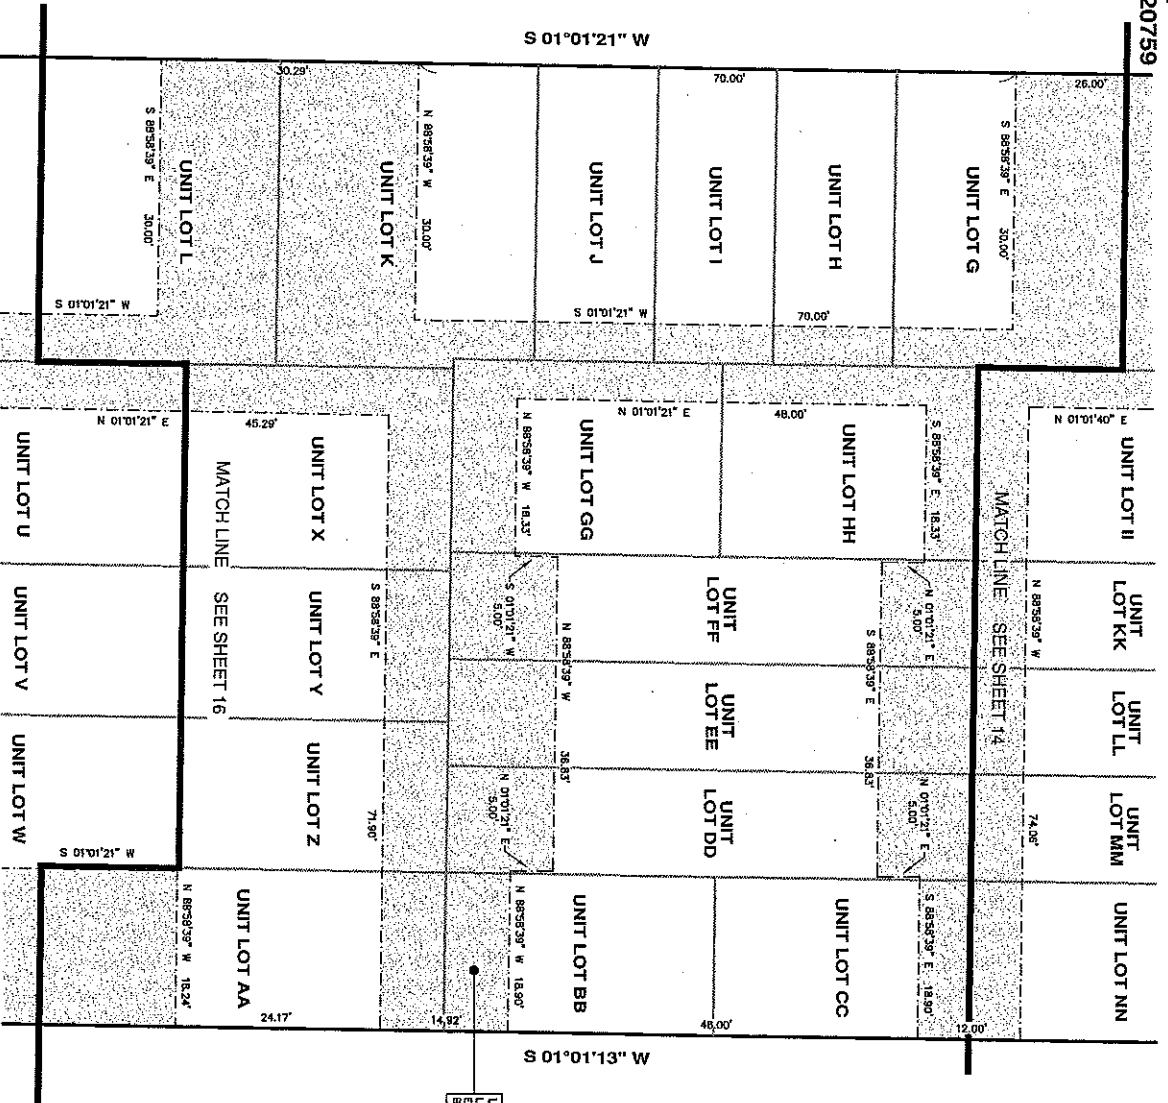 20759
S 01°01'21" W
30.29'
70.00'
26.00'
S 88°58'39" E 30.00'
UNIT LOT L
UNIT LOT K
N 88°58'39" W 30.00'
UNIT LOT J
UNIT LOT I
UNIT LOT H
UNIT LOT G
S 88°58'39" E 30.00'
S 01°01'21" W
S 01°01'21" W 70.00'
N 01°01'21" E 45.29'
N 01°01'21" E 48.00'
N 01°01'40" E
UNIT LOT U
MATCH LINE SEE SHEET 16
UNIT LOT X
N 88°58'39" W 18.33'
UNIT LOT GG
UNIT LOT HH
S 88°58'39" E 18.33'
MATCH LINE SEE SHEET 14
UNIT LOT II
UNIT LOT V
UNIT LOT Y
S 88°58'39" E 71.90'
S 01°01'21" W
5.00'
N 88°58'39" W 36.83'
UNIT
LOT FF
S 88°58'39" E 36.83'
N 01°01'21" E
5.00'
N 88°58'39" W 74.06'
UNIT
LOT KK
UNIT
LOT EE
UNIT
LOT LL
UNIT LOT W
UNIT LOT Z
N 01°01'21" E
5.00'
UNIT
LOT DD
N 01°01'21" E
5.00'
UNIT
LOT MM
S 01°01'21" W
N 88°58'39" W 18.24'
UNIT LOT AA
N 88°58'39" W 18.90'
UNIT LOT BB
UNIT LOT CC
S 88°58'39" E 18.90'
UNIT LOT NN
24.17'
14.92'
48.00'
12.00'
S 01°01'13" W